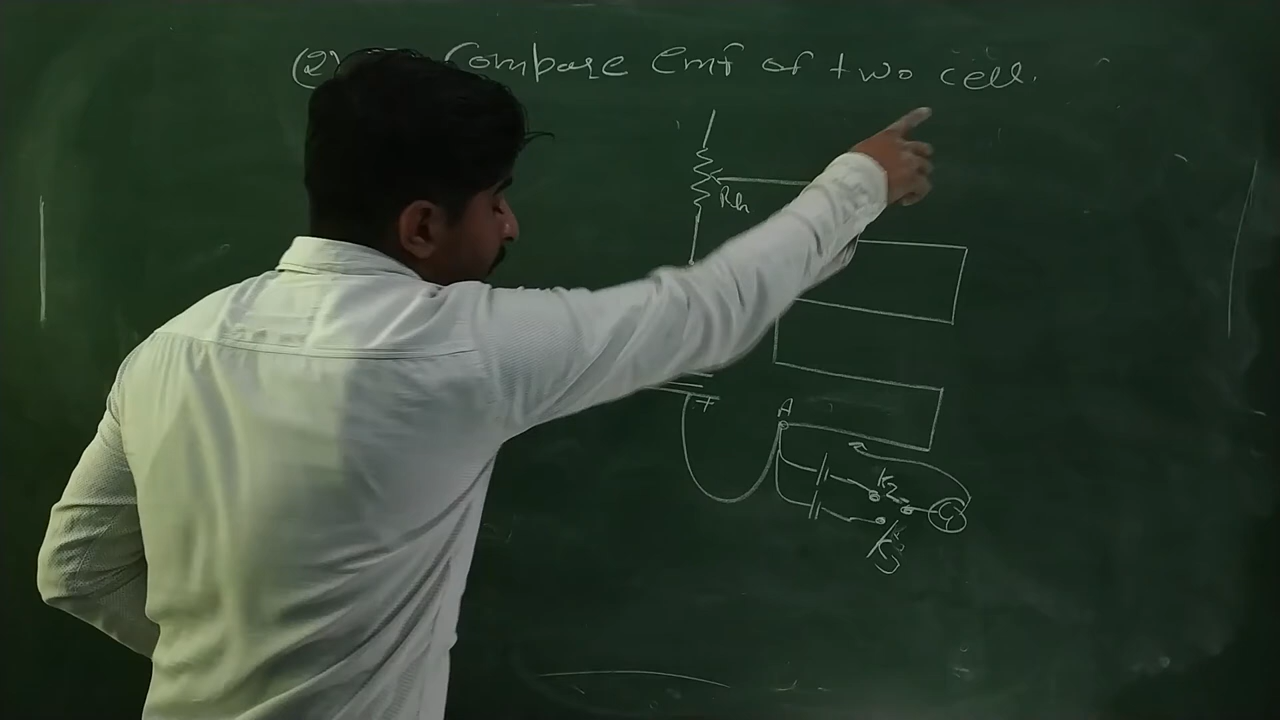 (2) Compare Emf of two cell.
Rh
+
A
K2
G
K3